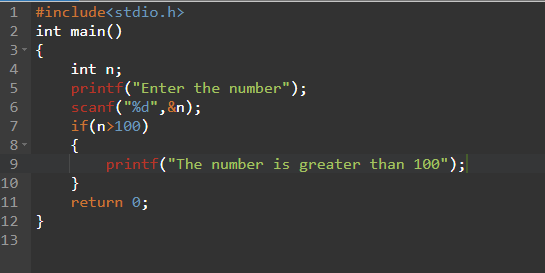 1 #include<stdio.h>
2 int main()
3 {
4 int n;
5 printf("Enter the number");
6 scanf("%d",&n);
7 if(n>100)
8 {
9 printf("The number is greater than 100");
10 }
11 return 0;
12 }
13